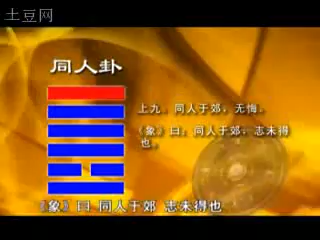 土豆网
同人卦
上九，同人于郊，无悔。
《象》曰：同人于郊，志未得
也。
《象》曰 同人于郊 志未得也